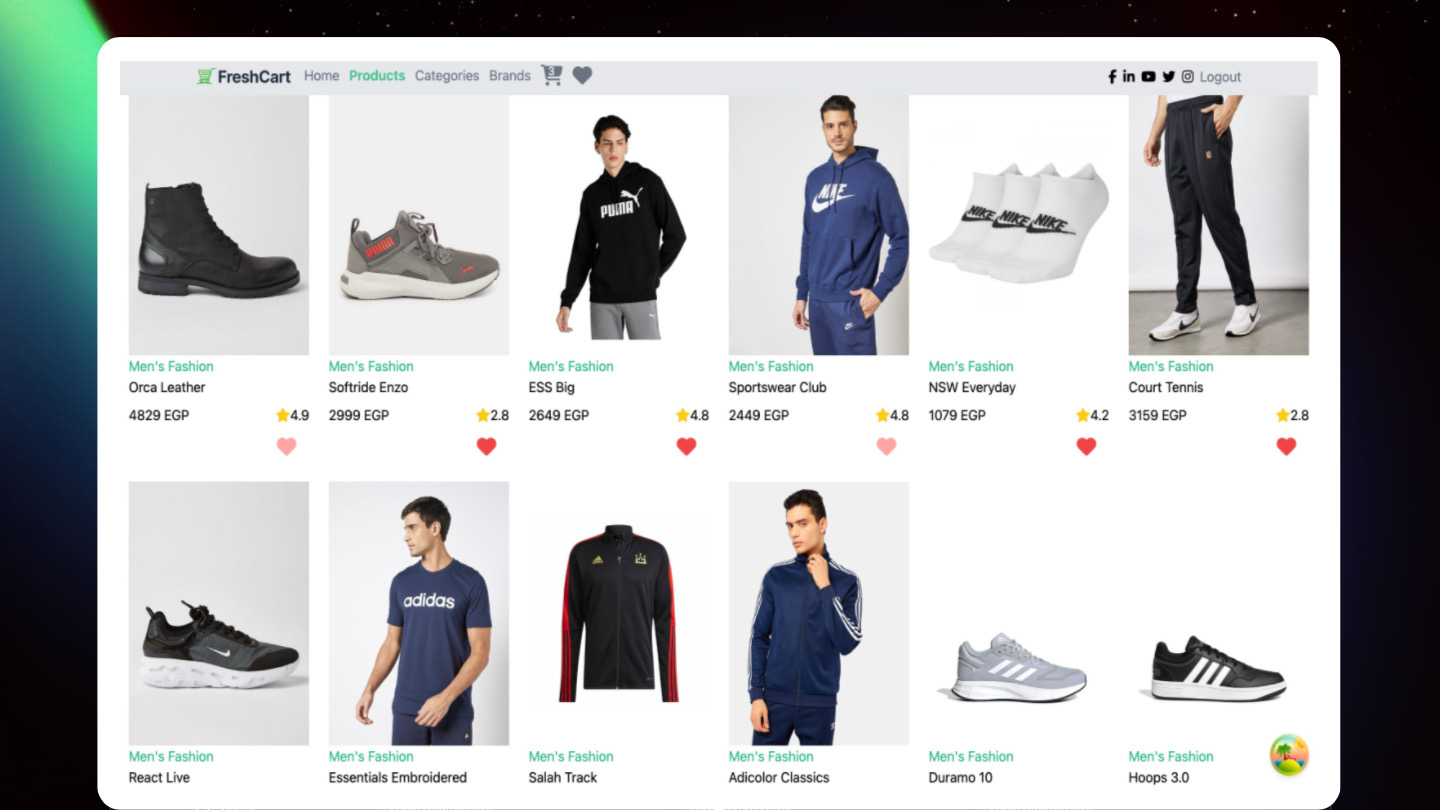 FreshCart Home Products Categories Brands 3 Logout
PUMA
PUMA
NIKE
NIKE NIKE NIKE
Men's Fashion Men's Fashion Men's Fashion Men's Fashion Men's Fashion Men's Fashion
Orca Leather Softride Enzo ESS Big Sportswear Club NSW Everyday Court Tennis
4829 EGP 4.9 2999 EGP 2.8 2649 EGP 4.8 2449 EGP 4.8 1079 EGP 4.2 3159 EGP 2.8
adidas
Men's Fashion Men's Fashion Men's Fashion Men's Fashion Men's Fashion Men's Fashion
React Live Essentials Embroidered Salah Track Adicolor Classics Duramo 10 Hoops 3.0